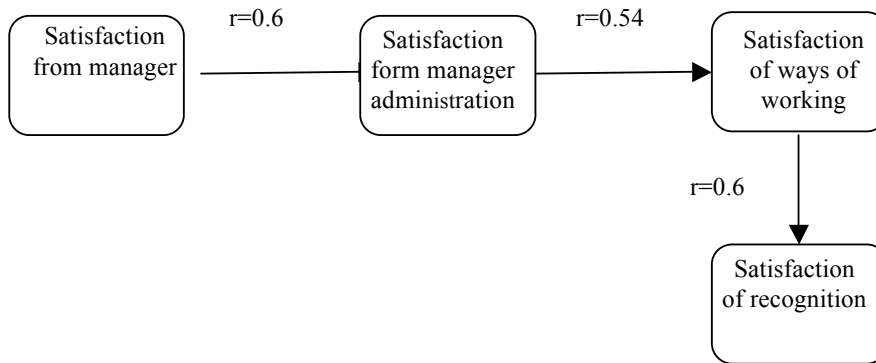 r=0.6
r=0.54
Satisfaction
from manager
Satisfaction
form manager
administration
Satisfaction
of ways of
working
r=0.6
Satisfaction
of recognition